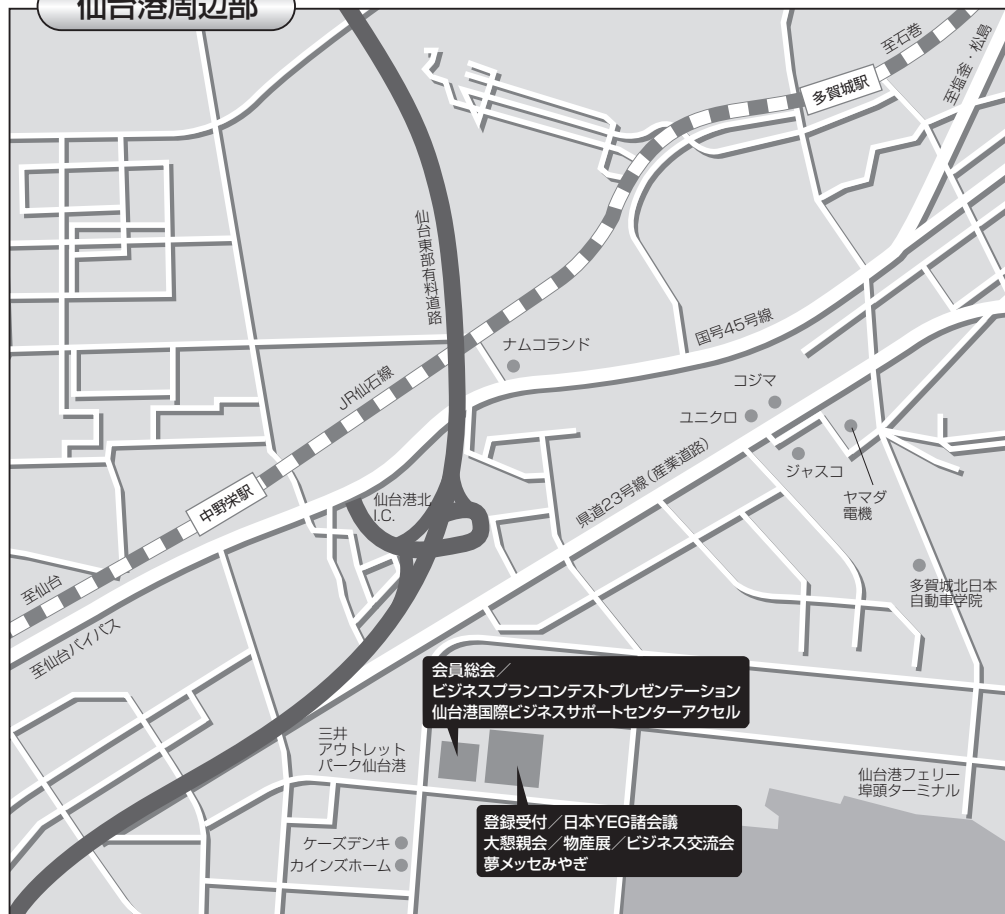 仙台港周辺部
至石巻
至塩釜・松島
多賀城駅
仙台東部有料道路
国号45号線
ナムコランド
JR仙石線
コジマ
ユニクロ
県道23号線(産業道路)
ジャスコ
ヤマダ
電機
仙台港北
I.C.
中野栄駅
至仙台
至仙台バイパス
多賀城北日本
自動車学院
会員総会/
ビジネスプランコンテストプレゼンテーション
仙台港国際ビジネスサポートセンターアクセル
三井
アウトレット
パーク仙台港
仙台港フェリー
埠頭ターミナル
登録受付/日本YEG諸会議
大懇親会/物産展/ビジネス交流会
夢メッセみやぎ
ケーズデンキ
カインズホーム